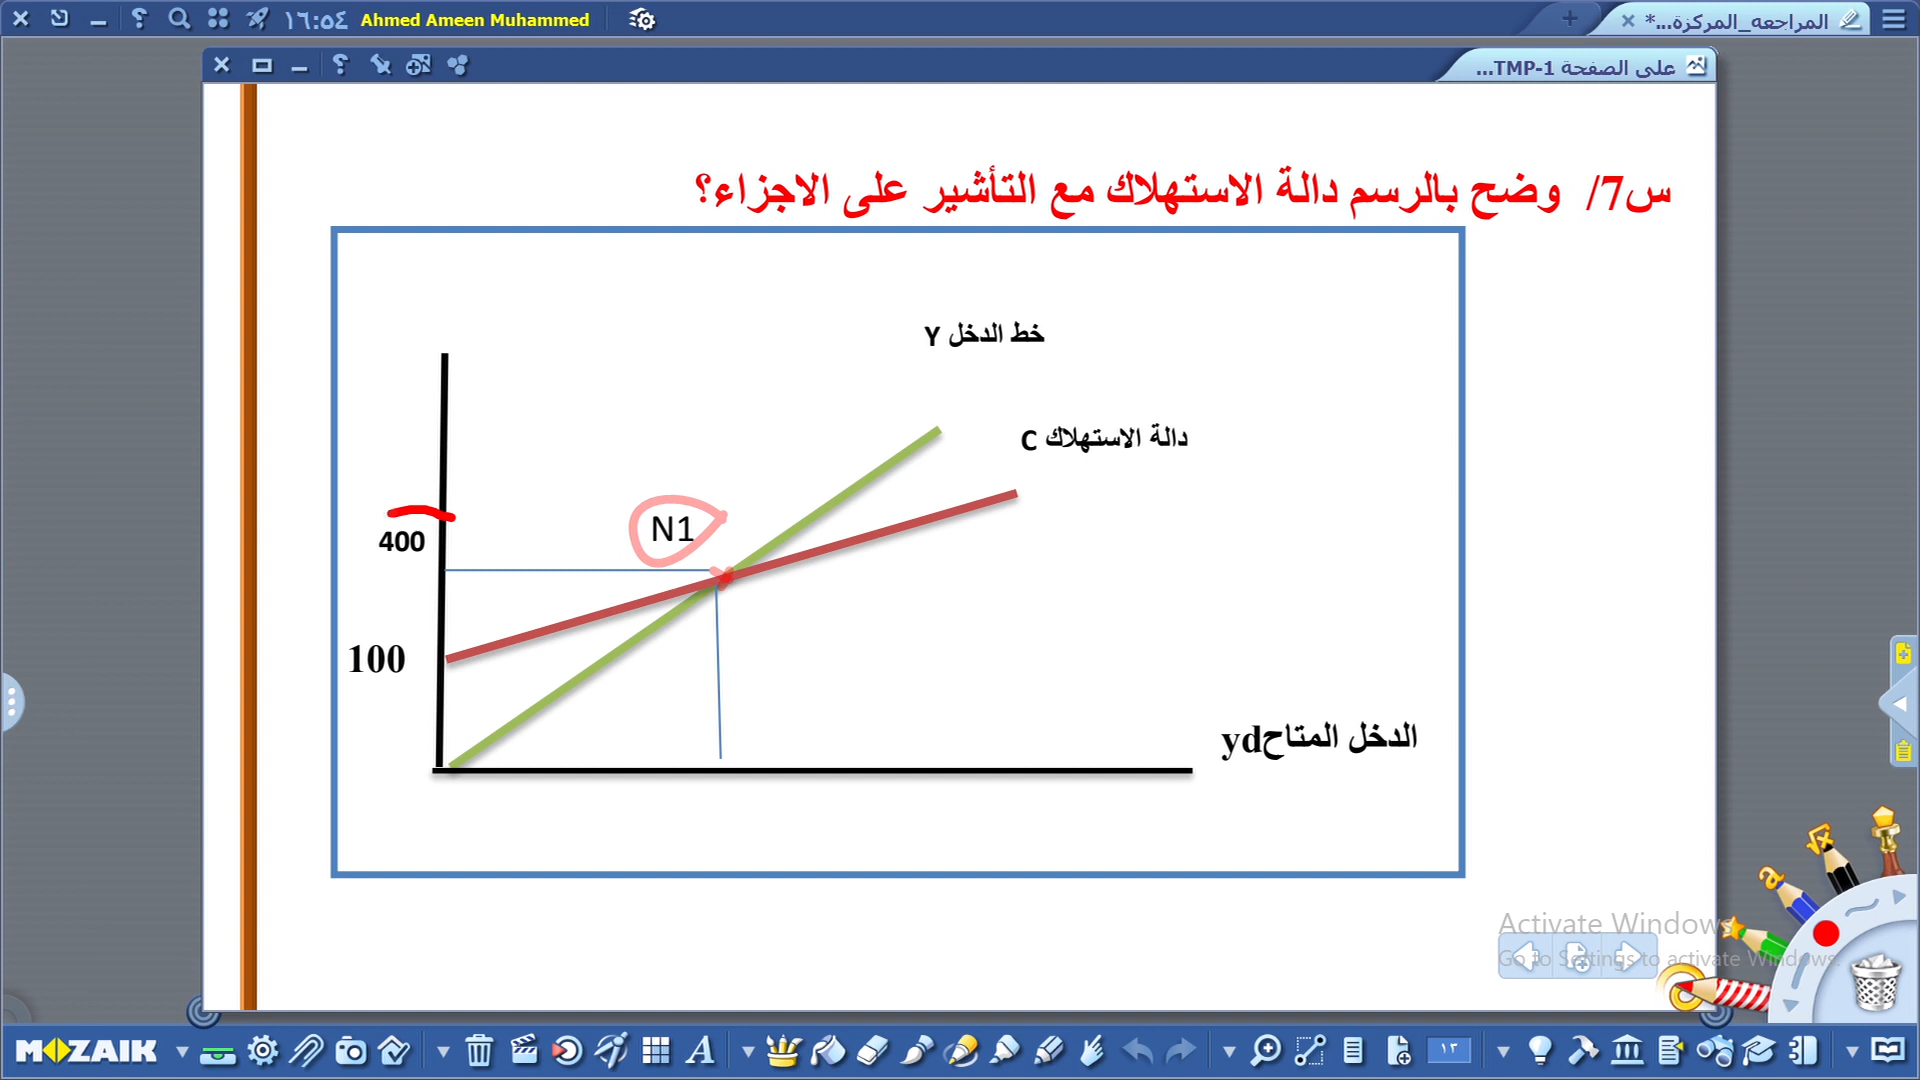 ١٦:٥٤
Ahmed Ameen Muhammed
المراجعه_المركزة...*
على الصفحة TMP-1...
س7/ وضح بالرسم دالة الاستهلاك مع التأشير على الاجزاء؟
خط الدخل Y
دالة الاستهلاك C
N1
400
100
الدخل المتاحyd
Activate Windows
Go to Settings to activate Windows.
MOZAIK
١٣